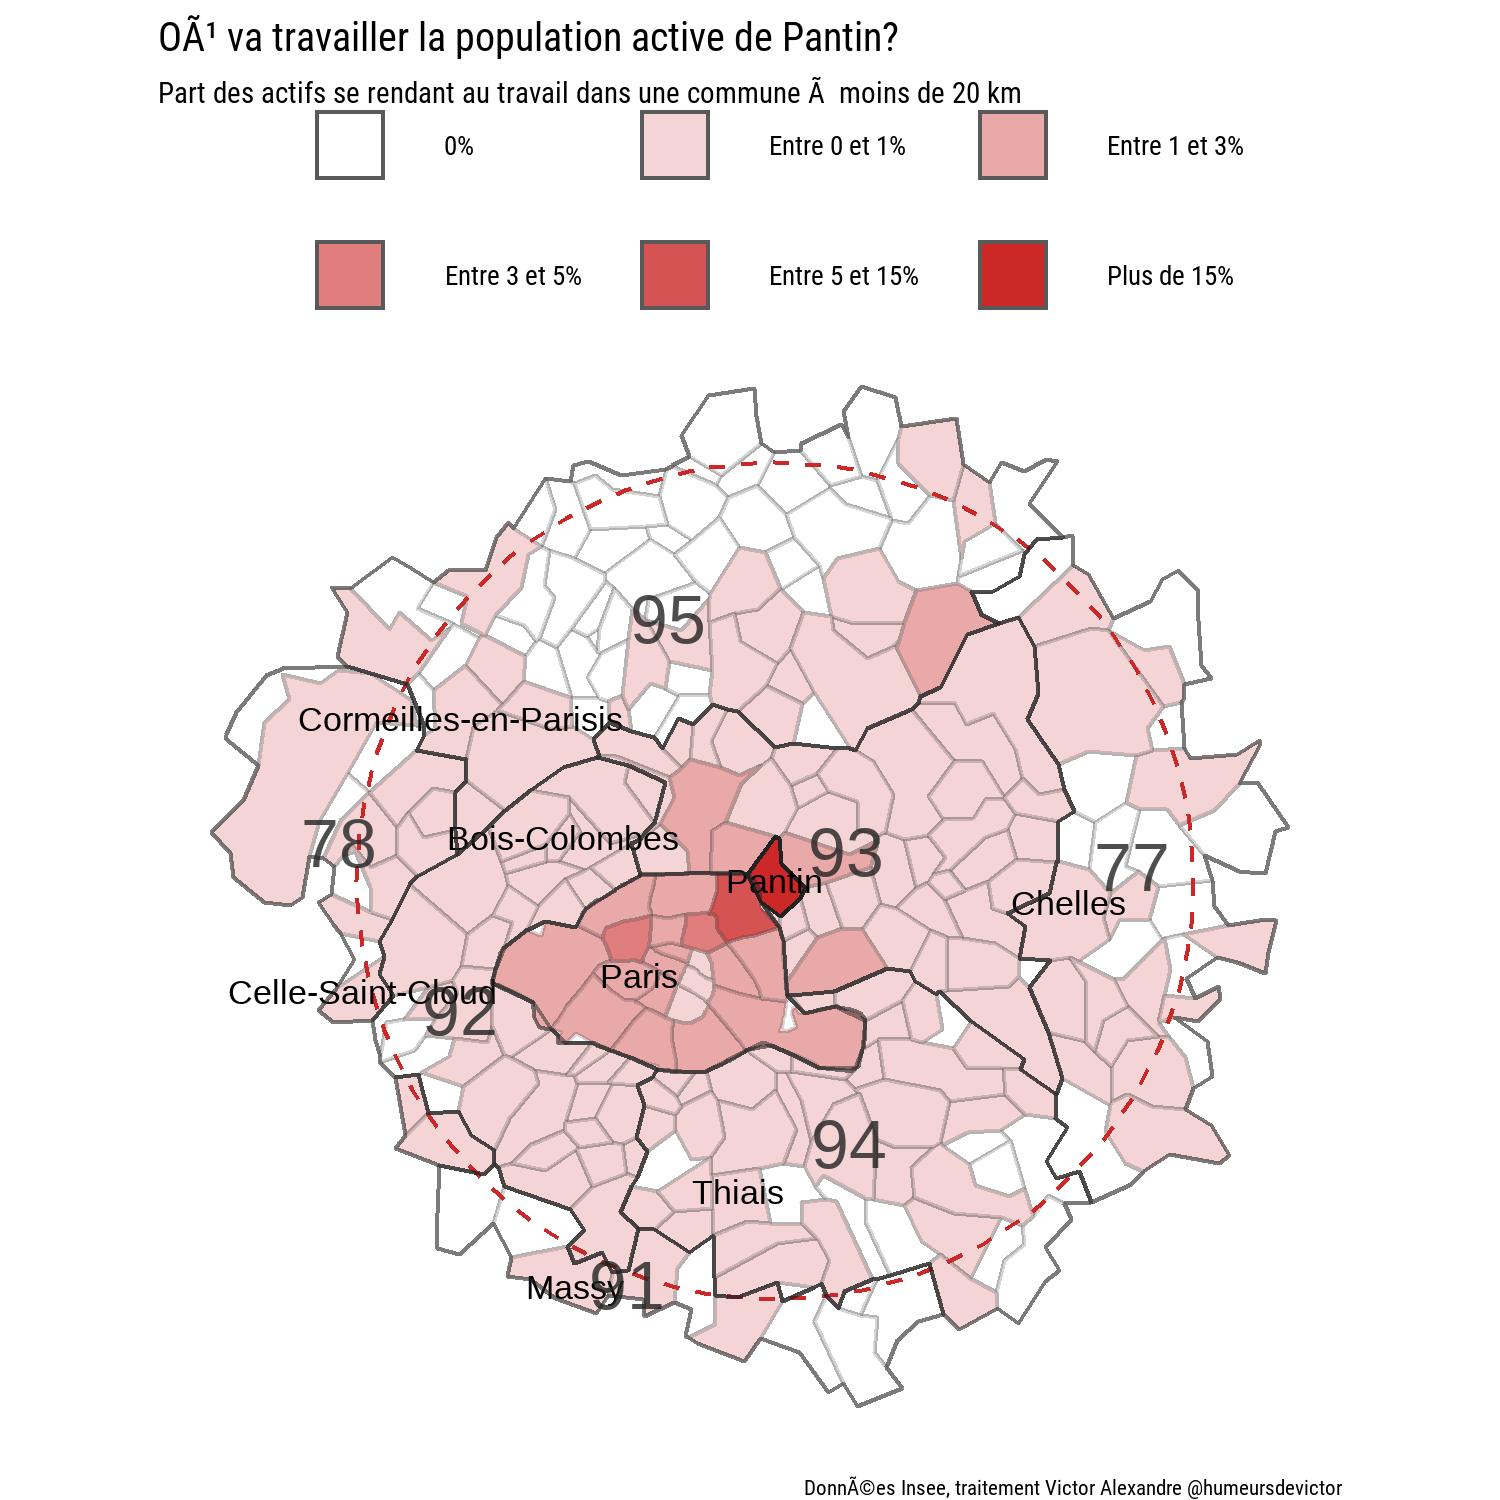 OÃ¹ va travailler la population active de Pantin?
Part des actifs se rendant au travail dans une commune Ã  moins de 20 km
0%
Entre 0 et 1%
Entre 1 et 3%
Entre 3 et 5%
Entre 5 et 15%
Plus de 15%
95
Cormeilles-en-Parisis
78
Bois-Colombes
93
77
Pantin
Chelles
Paris
Celle-Saint-Cloud
92
94
Thiais
Massy
91
DonnÃ©es Insee, traitement Victor Alexandre @humeursdevictor